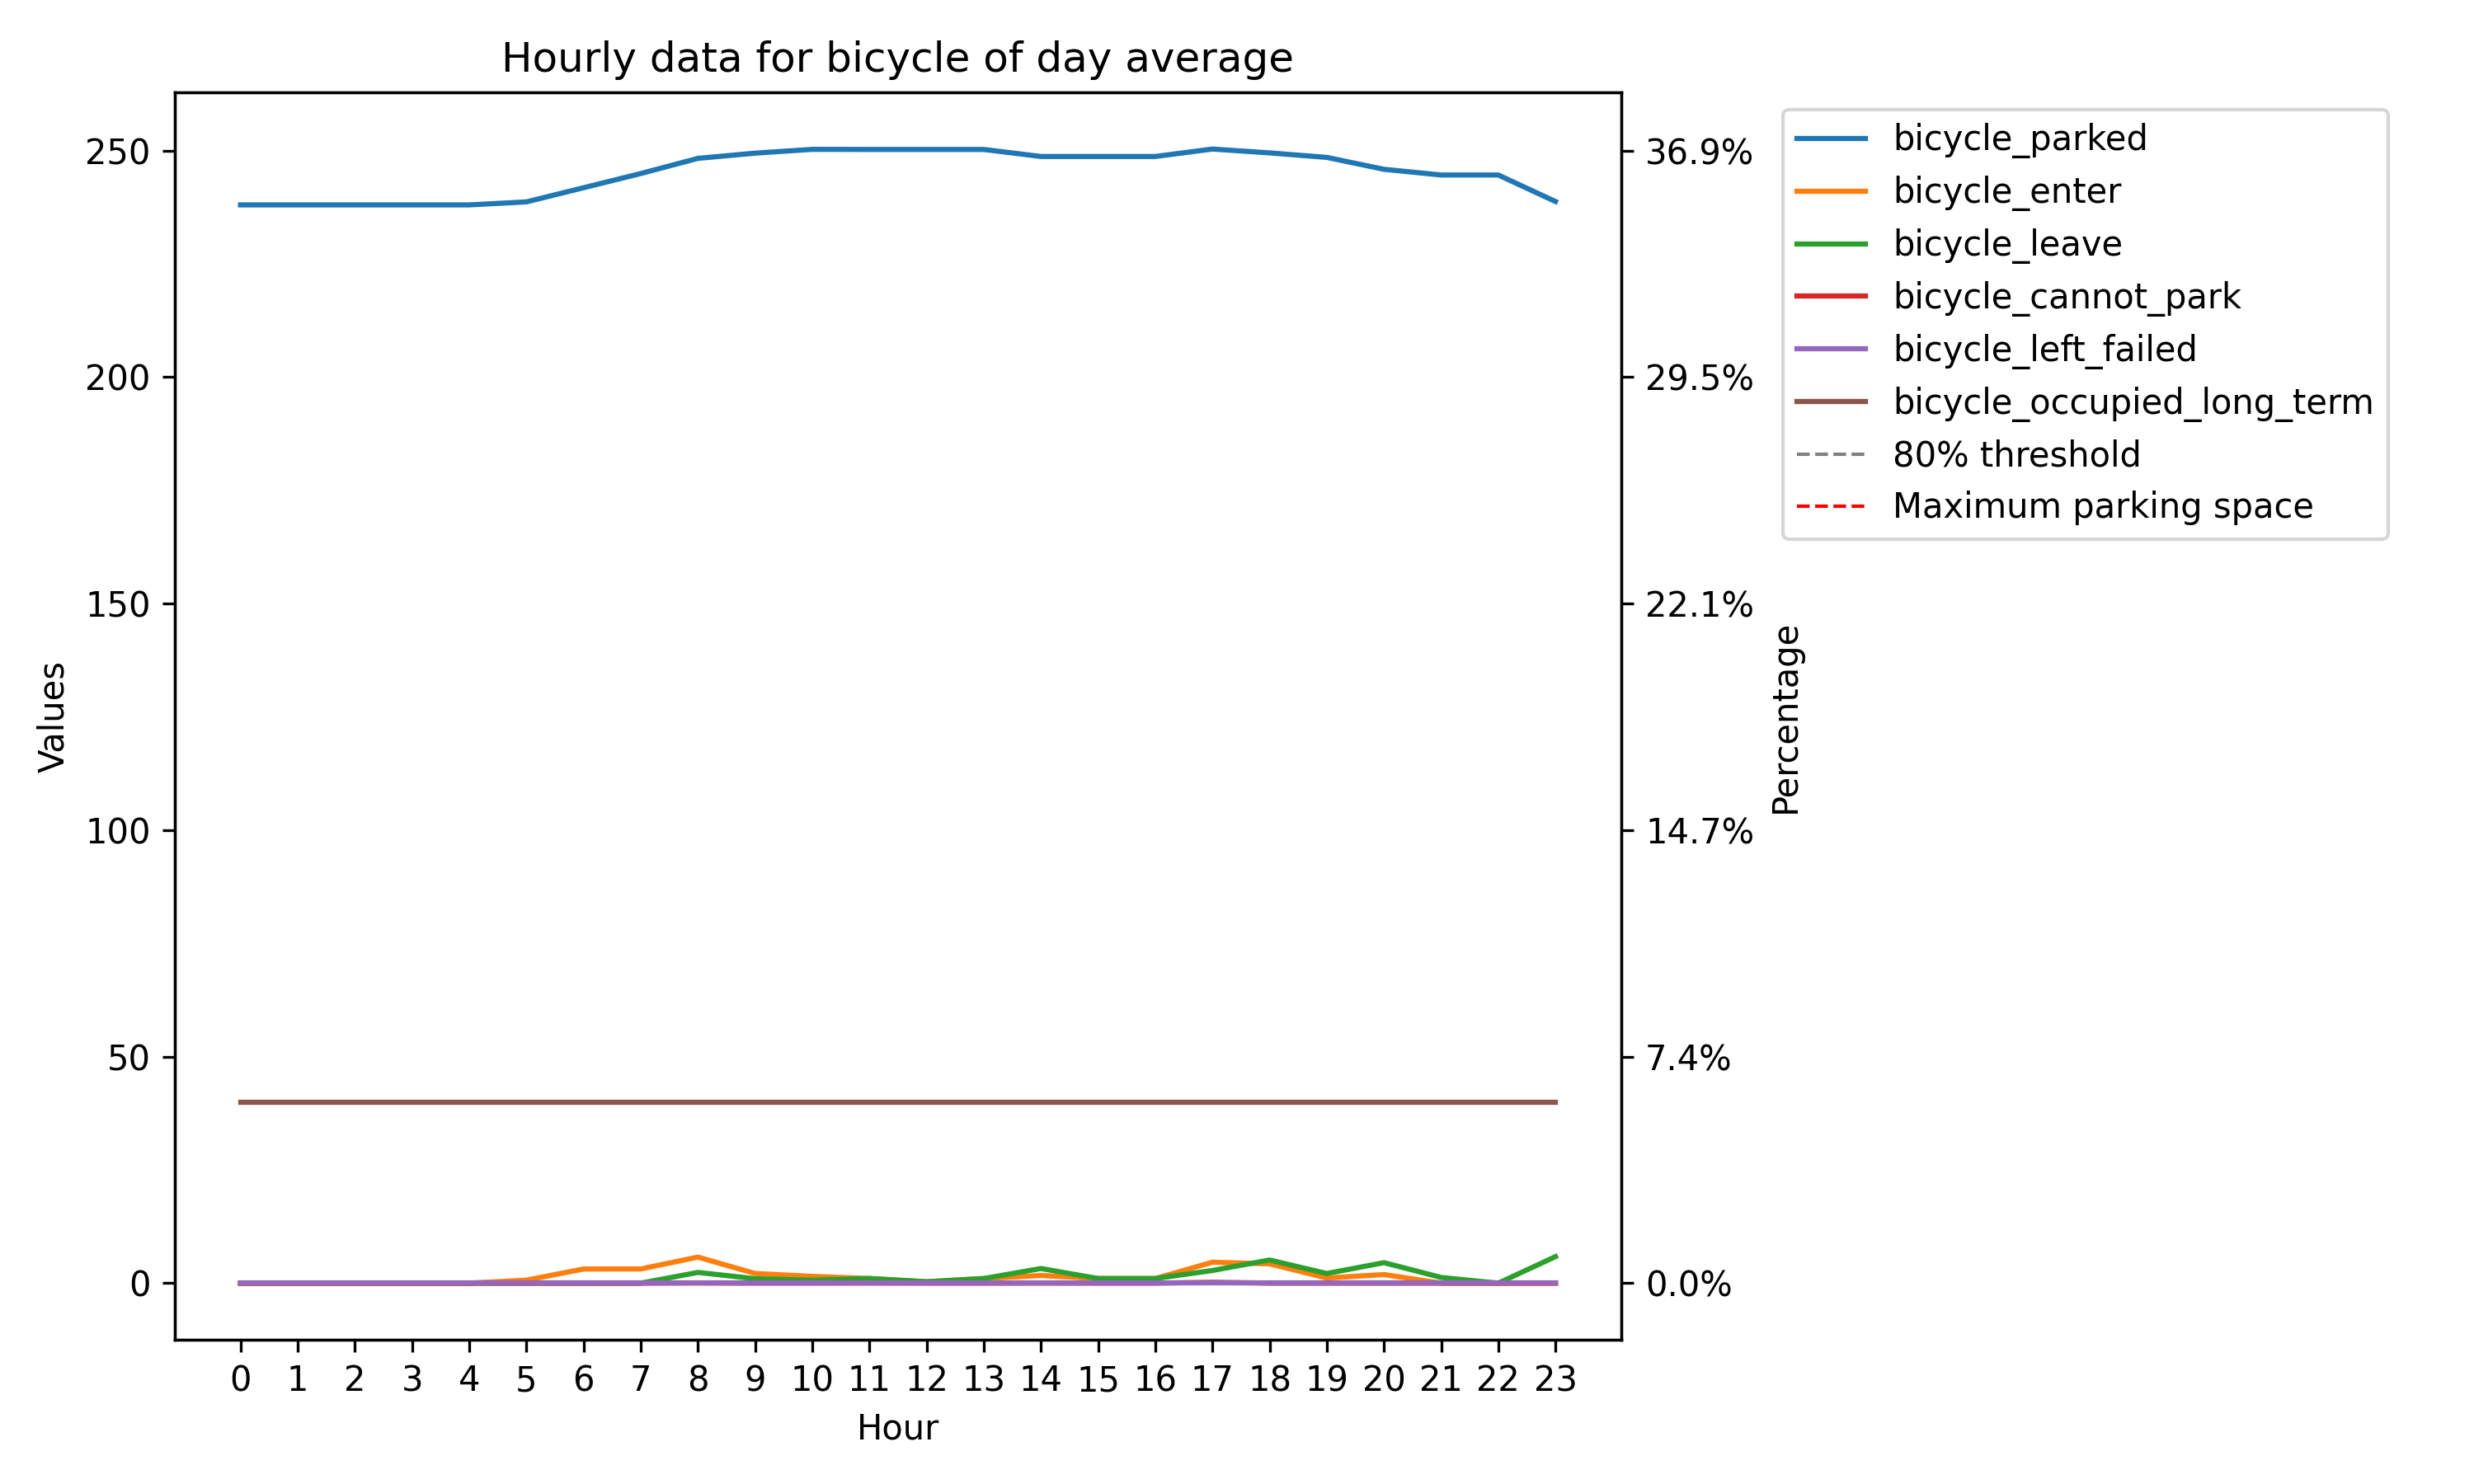 Hourly data for bicycle of day average
250
200
150
100
50
0
Values
36.9%
29.5%
22.1%
14.7%
7.4%
0.0%
Percentage
0 1 2 3 4 5 6 7 8 9 10 11 12 13 14 15 16 17 18 19 20 21 22 23
Hour
bicycle_parked
bicycle_enter
bicycle_leave
bicycle_cannot_park
bicycle_left_failed
bicycle_occupied_long_term
80% threshold
Maximum parking space